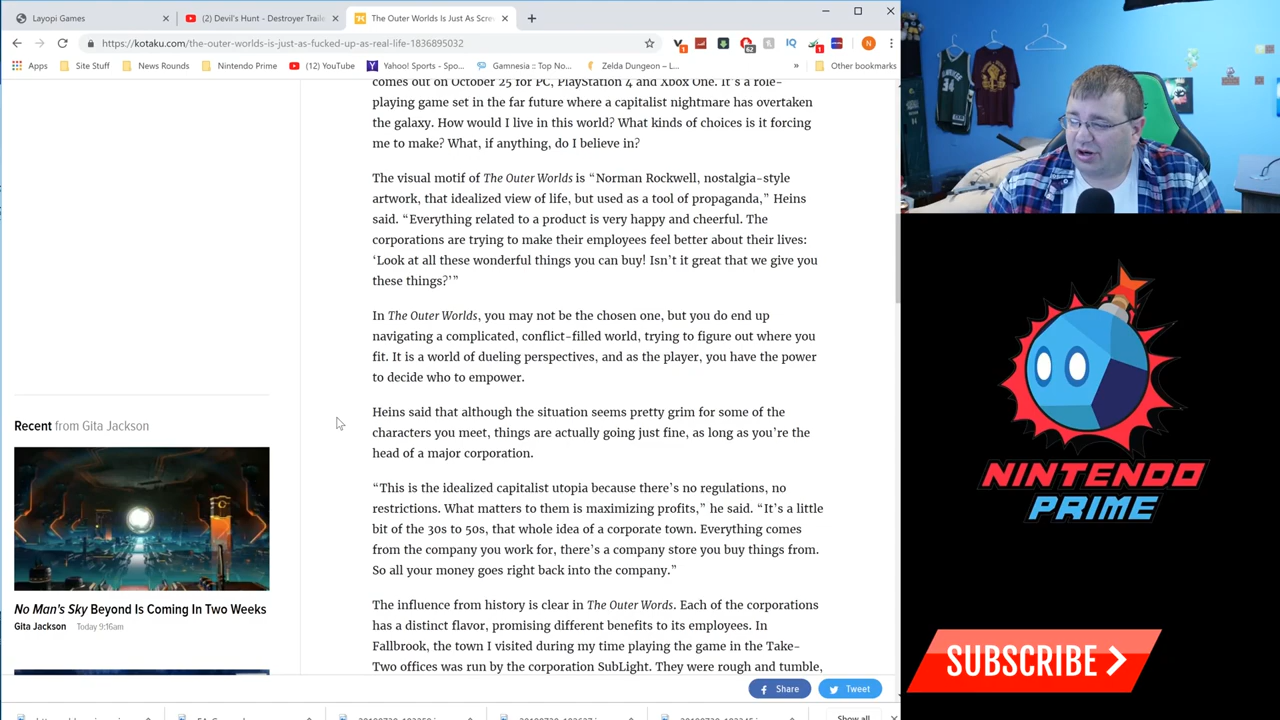 Layopi Games
(2) Devil's Hunt - Destroyer Traile
The Outer Worlds Is Just As Scre
https://kotaku.com/the-outer-worlds-is-just-as-fucked-up-as-real-life-1836895032
Apps Site Stuff News Rounds Nintendo Prime (12) YouTube Yahoo! Sports - Spo... Gamnesia :: Top No... Zelda Dungeon – L... » Other bookmarks
comes out on October 25 for PC, PlayStation 4 and Xbox One. It's a role-
playing game set in the far future where a capitalist nightmare has overtaken
the galaxy. How would I live in this world? What kinds of choices is it forcing
me to make? What, if anything, do I believe in?
The visual motif of The Outer Worlds is “Norman Rockwell, nostalgia-style
artwork, that idealized view of life, but used as a tool of propaganda,” Heins
said. “Everything related to a product is very happy and cheerful. The
corporations are trying to make their employees feel better about their lives:
‘Look at all these wonderful things you can buy! Isn’t it great that we give you
these things?’”
In The Outer Worlds, you may not be the chosen one, but you do end up
navigating a complicated, conflict-filled world, trying to figure out where you
fit. It is a world of dueling perspectives, and as the player, you have the power
to decide who to empower.
Heins said that although the situation seems pretty grim for some of the
characters you meet, things are actually going just fine, as long as you’re the
head of a major corporation.
“This is the idealized capitalist utopia because there’s no regulations, no
restrictions. What matters to them is maximizing profits,” he said. “It’s a little
bit of the 30s to 50s, that whole idea of a corporate town. Everything comes
from the company you work for, there’s a company store you buy things from.
So all your money goes right back into the company.”
The influence from history is clear in The Outer Words. Each of the corporations
has a distinct flavor, promising different benefits to its employees. In
Fallbrook, the town I visited during my time playing the game in the Take-
Two offices was run by the corporation SubLight. They were rough and tumble,
Recent from Gita Jackson
No Man's Sky Beyond Is Coming In Two Weeks
Gita Jackson Today 9:16am
Share
Tweet
Show all
34
NINTENDO
PRIME
SUBSCRIBE